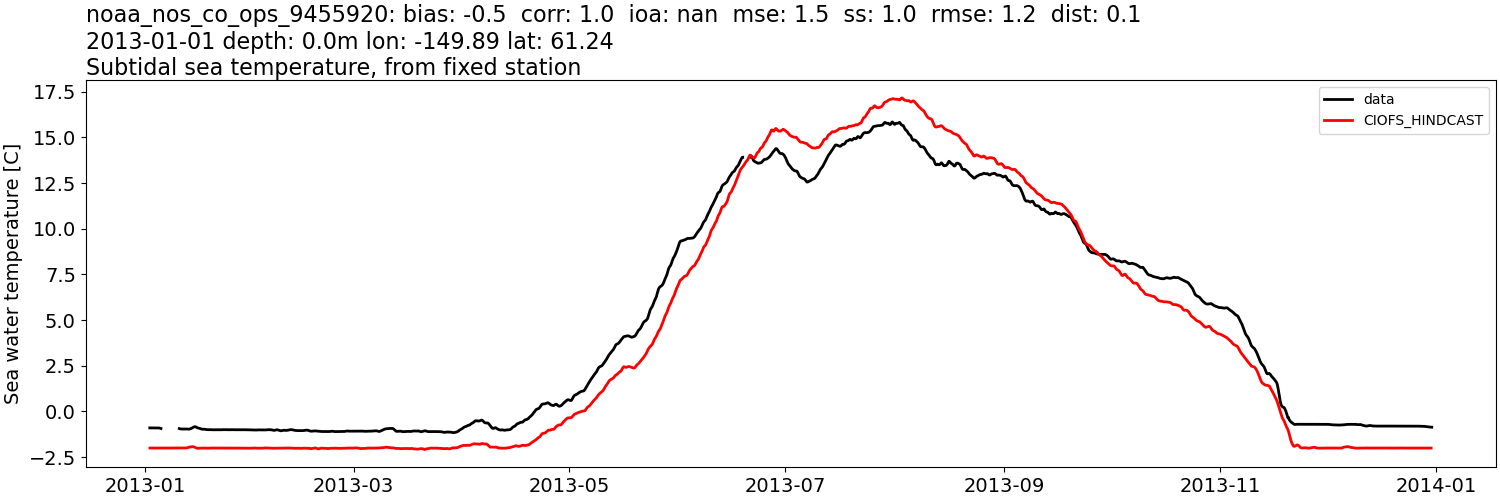 noaa_nos_co_ops_9455920: bias: -0.5  corr: 1.0  ioa: nan  mse: 1.5  ss: 1.0  rmse: 1.2  dist: 0.1
2013-01-01 depth: 0.0m lon: -149.89 lat: 61.24
Subtidal sea temperature, from fixed station
data
CIOFS_HINDCAST
Sea water temperature [C]
17.5
15.0
12.5
10.0
7.5
5.0
2.5
0.0
−2.5
2013-01 2013-03 2013-05 2013-07 2013-09 2013-11 2014-01